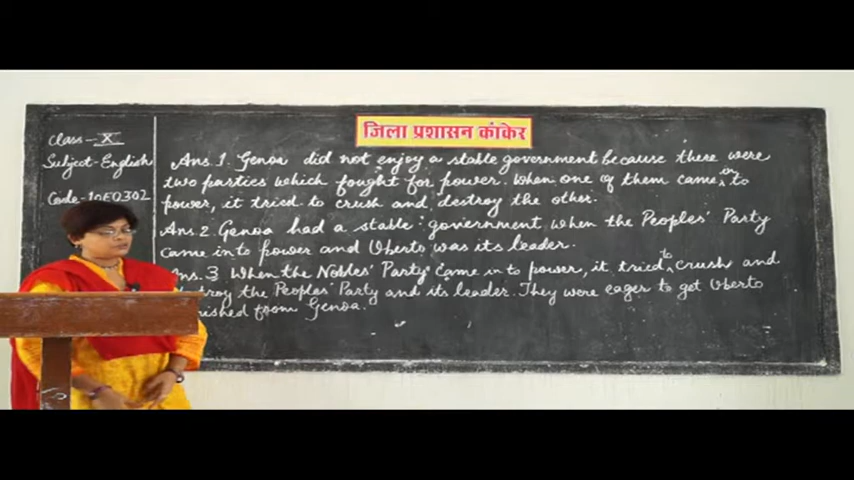 जिला प्रशासन कांकेर
Class - X
Subject - English
Code - 10E0302
Ans. 1. Genoa did not enjoy a stable government because there were
two parties which fought for power. When one of them came in to
power, it tried to crush and destroy the other.
Ans. 2. Genoa had a stable government when the Peoples' Party
came into power and Uberto was its leader.
Ans. 3 When the Nobles' Party came in to power, it tried to crush and
the Peoples' Party and its leader. They were eager to get Uberto
from Genoa.